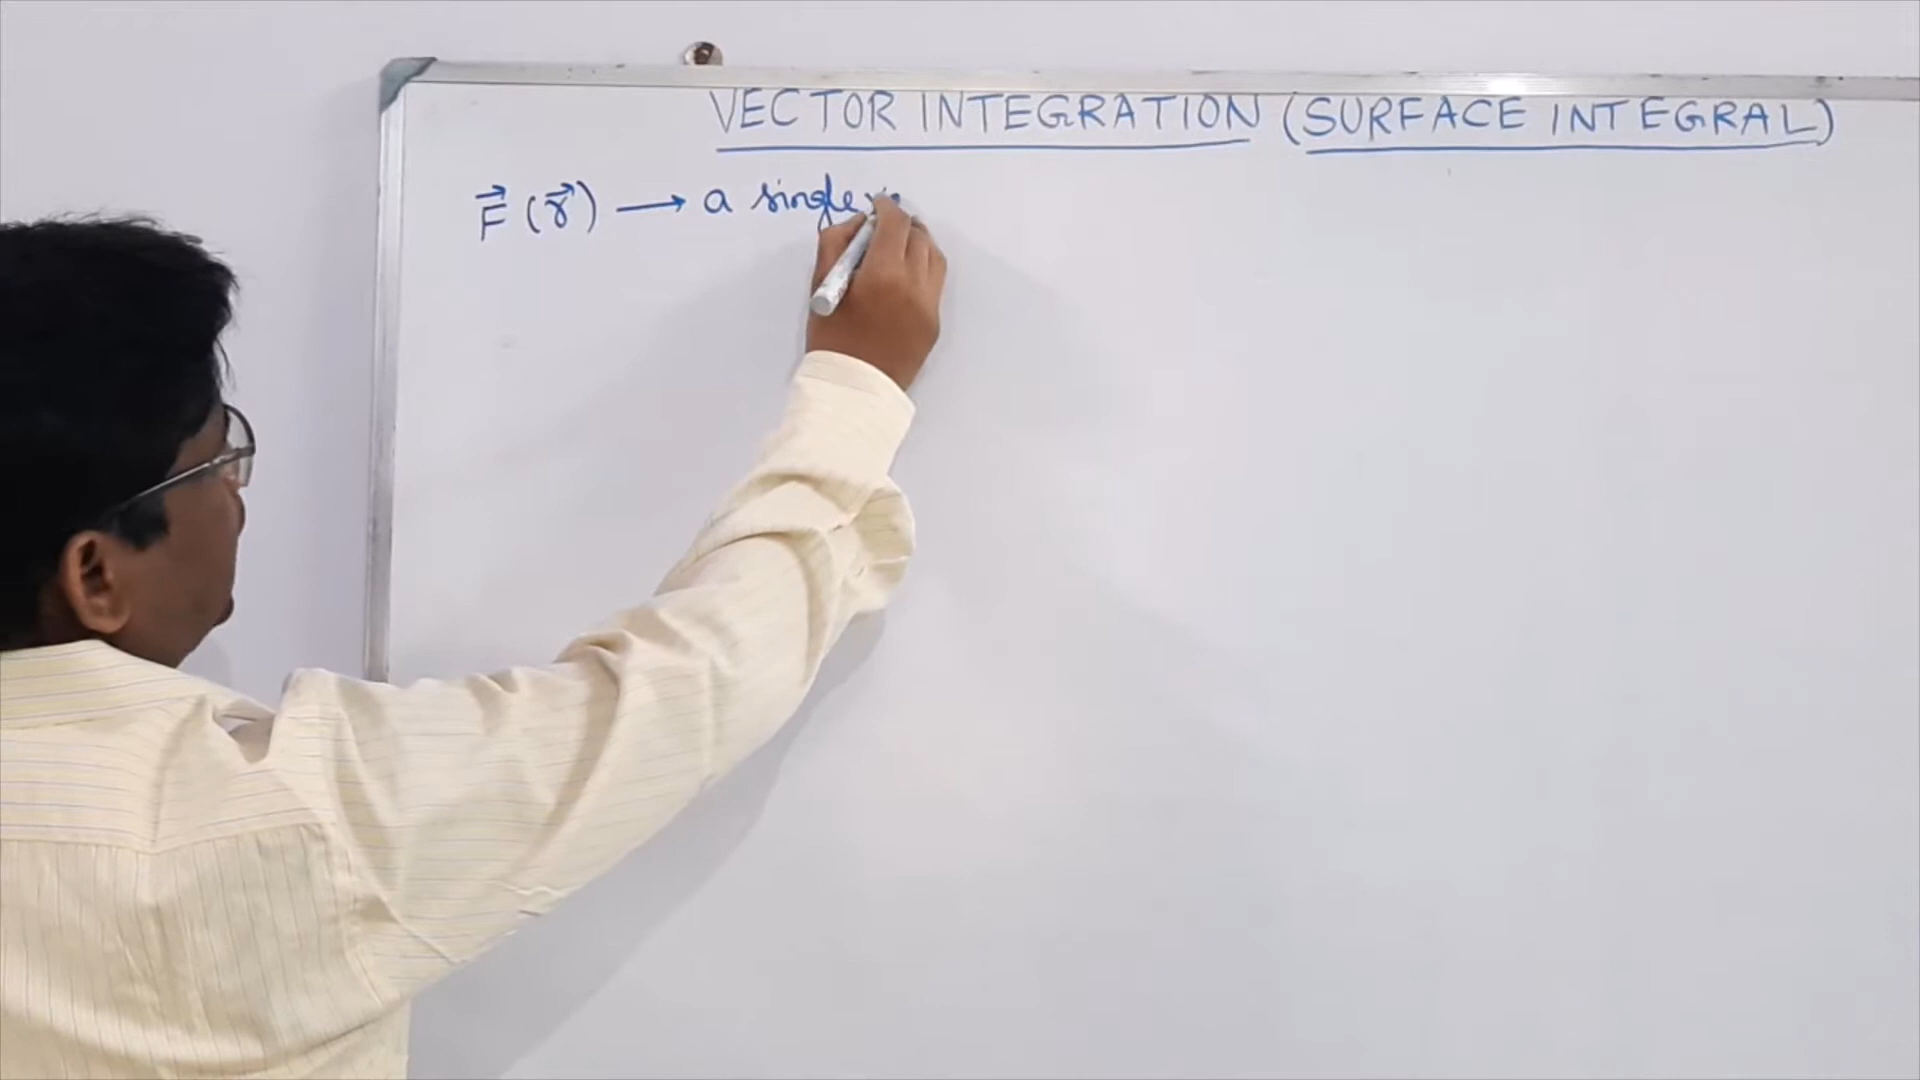 VECTOR INTEGRATION (SURFACE INTEGRAL)
F⃗ (r⃗) ⟶ a single